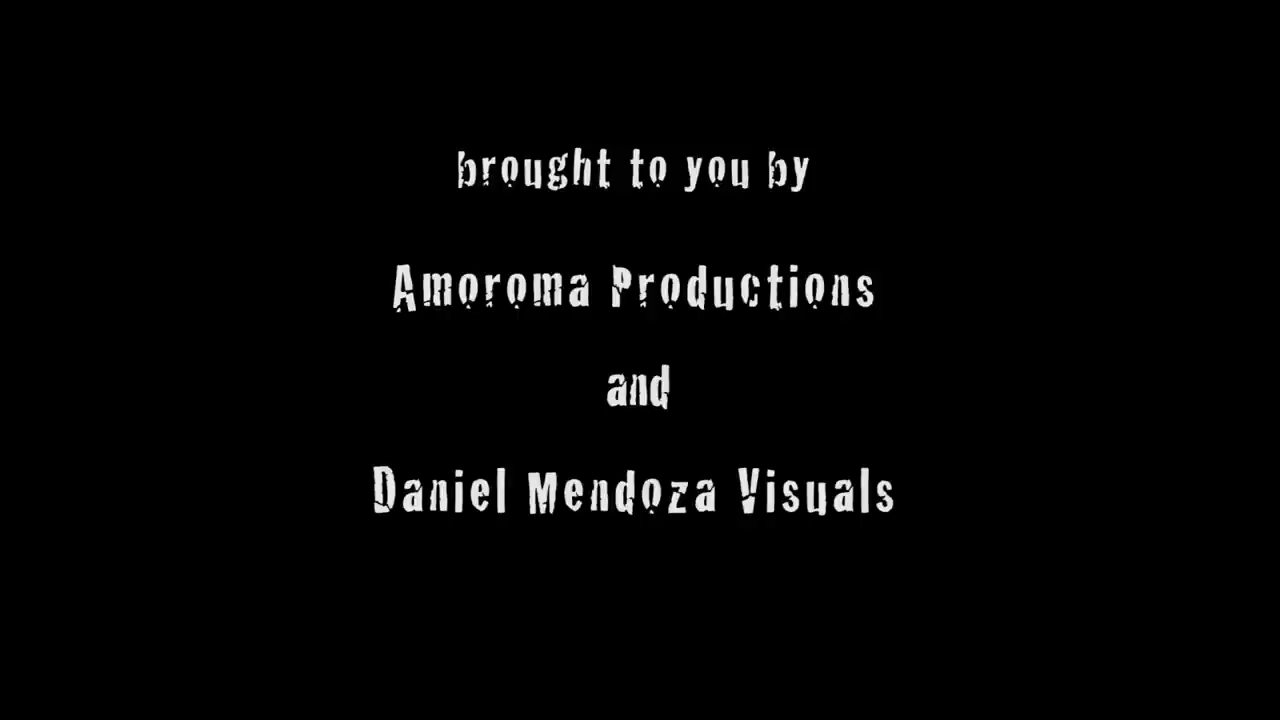 brought to you by
Amoroma Productions
and
Daniel Mendoza Visuals